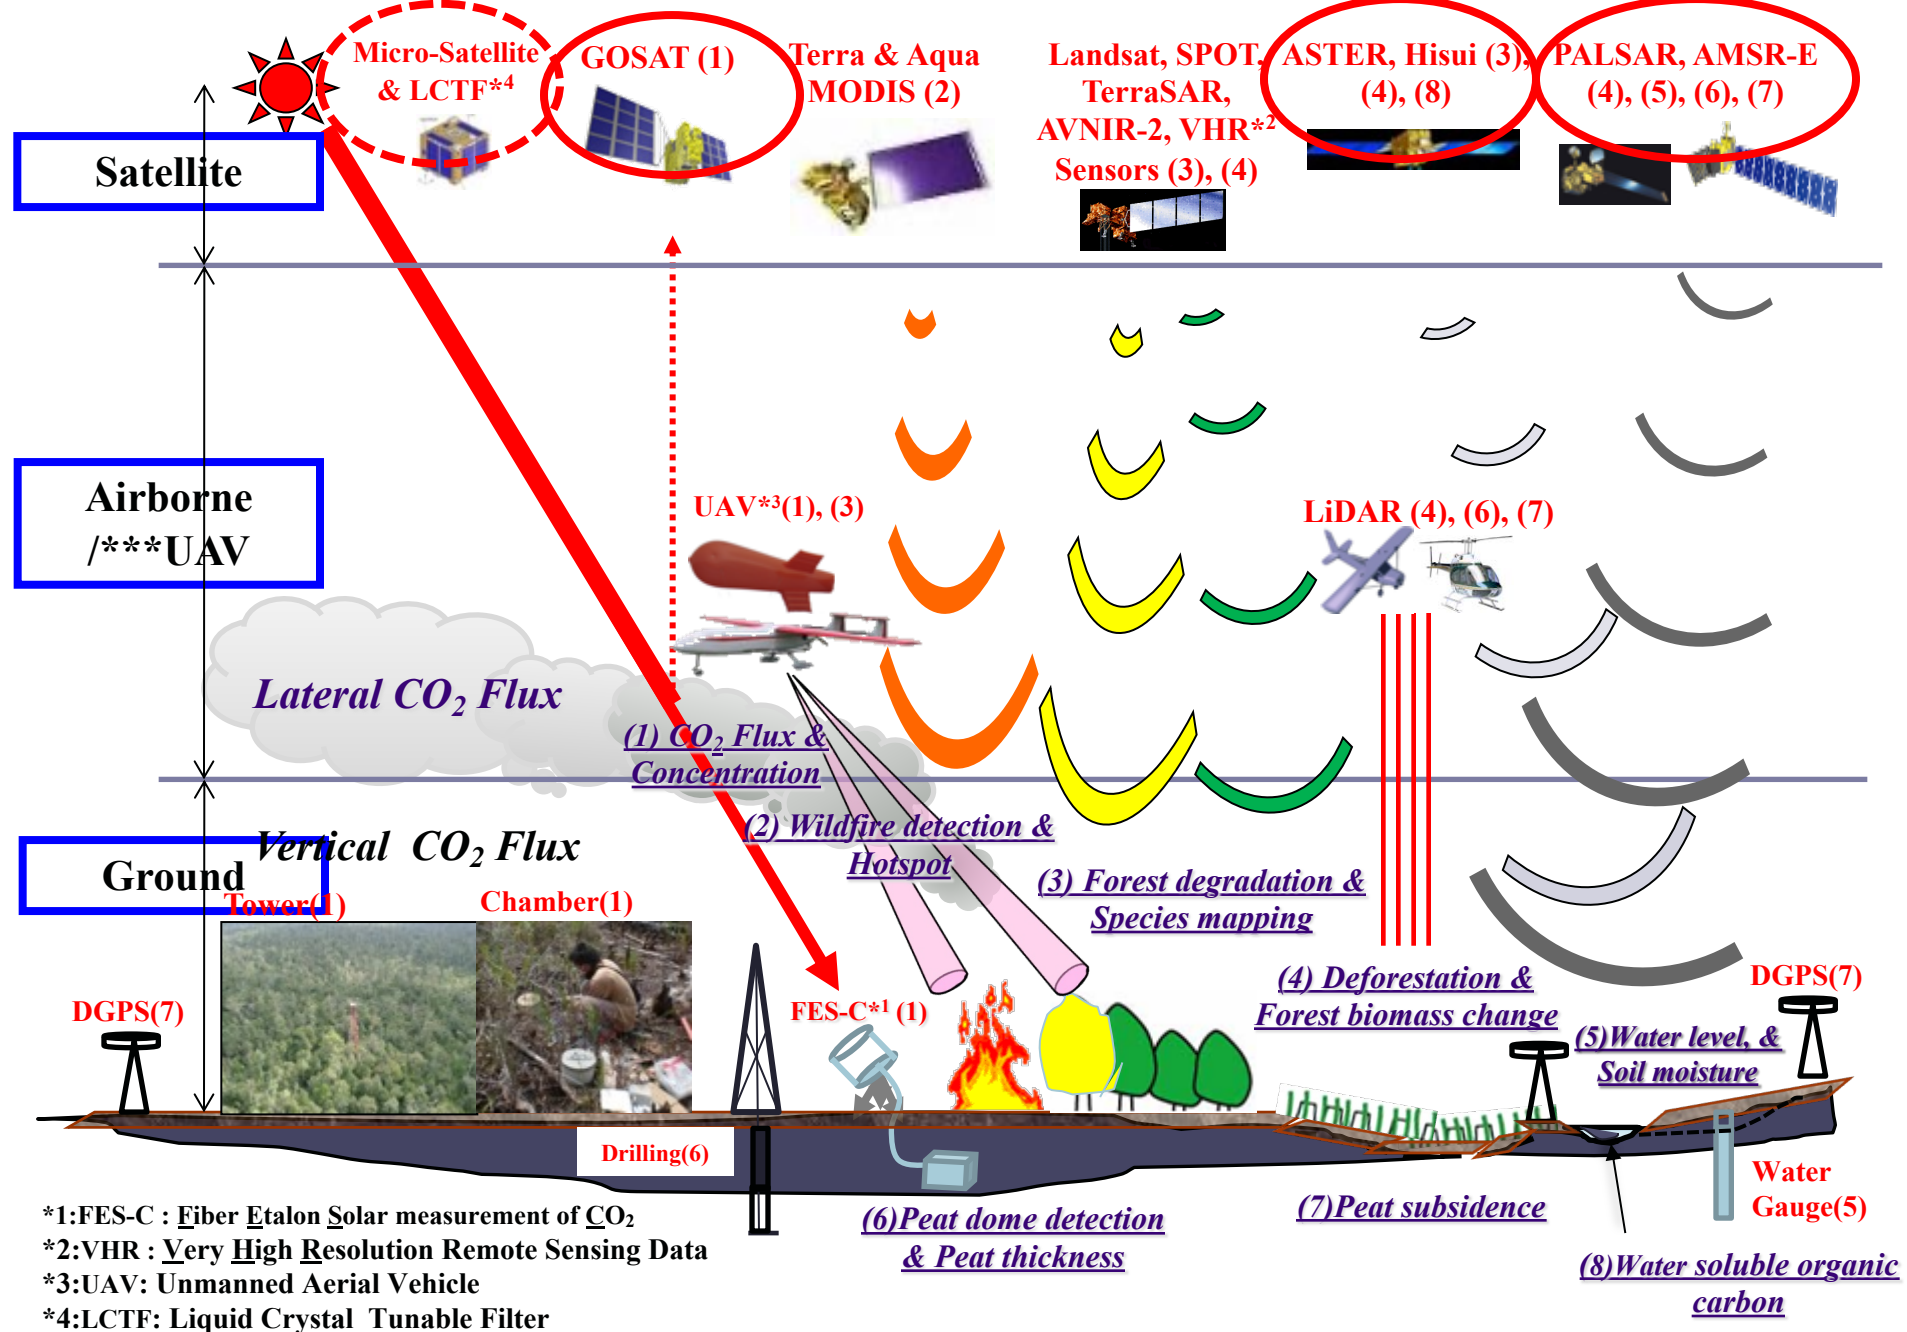 Micro-Satellite
& LCTF*4
GOSAT (1)
Terra & Aqua
MODIS (2)
Landsat, SPOT,
TerraSAR,
AVNIR-2, VHR*2
Sensors (3), (4)
ASTER, Hisui (3),
(4), (8)
PALSAR, AMSR-E
(4), (5), (6), (7)
Satellite
Airborne
/***UAV
UAV*3(1), (3)
LiDAR (4), (6), (7)
Lateral CO2 Flux
(1) CO2 Flux &
Concentration
(2) Wildfire detection &
Hotspot
Vertical CO2 Flux
Ground
Tower(1)
Chamber(1)
(3) Forest degradation &
Species mapping
(4) Deforestation &
Forest biomass change
DGPS(7)
FES-C*1 (1)
DGPS(7)
(5)Water level, &
Soil moisture
Drilling(6)
Water
Gauge(5)
(6)Peat dome detection
& Peat thickness
(7)Peat subsidence
(8)Water soluble organic
carbon
*1:FES-C : Fiber Etalon Solar measurement of CO2
*2:VHR : Very High Resolution Remote Sensing Data
*3:UAV: Unmanned Aerial Vehicle
*4:LCTF: Liquid Crystal Tunable Filter